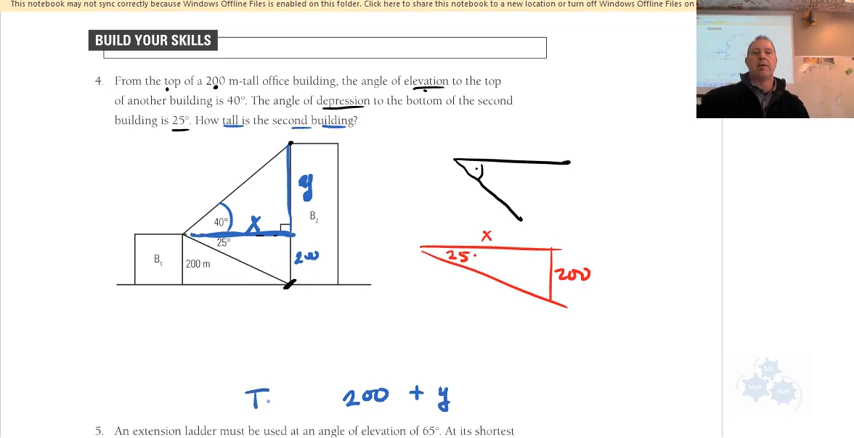 This notebook may not sync correctly because Windows Offline Files is enabled on this folder. Click here to share this notebook to a new location or turn off Windows Offline Files on
BUILD YOUR SKILLS
4. From the top of a 200 m-tall office building, the angle of elevation to the top
of another building is 40°. The angle of depression to the bottom of the second
building is 25°. How tall is the second building?
y
40°
x
B2
25°
200
B1
200 m
x
25°
200
T. 200 + y
5. An extension ladder must be used at an angle of elevation of 65°. At its shortest